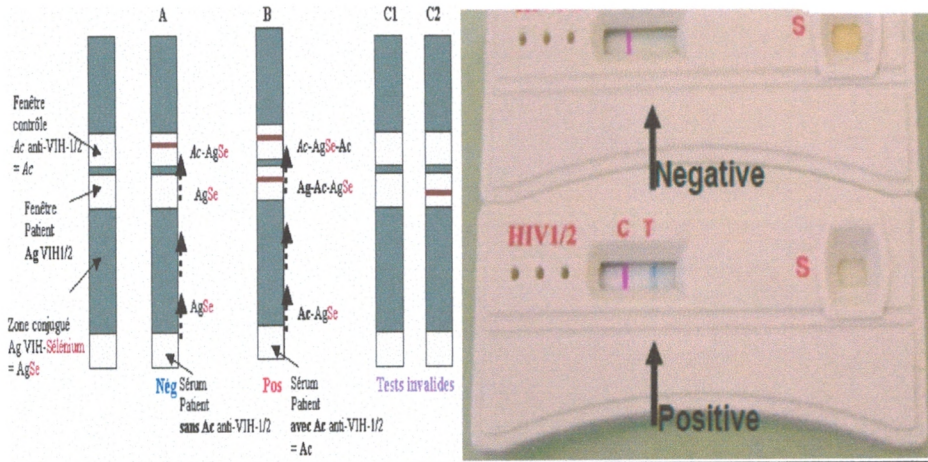 A B C1 C2
Fenêtre
contrôle
Ac anti-VIH-1/2
= Ac
Fenêtre
Patient
Ag VIH1/2
Zone conjugué
Ag VIH-Sélénium
= AgSe
Ac-AgSe
AgSe
AgSe
Nég
Sérum
Patient
sans Ac anti-VIH-1/2
Ac-AgSe-Ac
Ag-Ac-AgSe
Ac-AgSe
Pos
Sérum
Patient
avec Ac anti-VIH-1/2
= Ac
Tests invalides
S
Negative
HIV1/2
C T
S
Positive